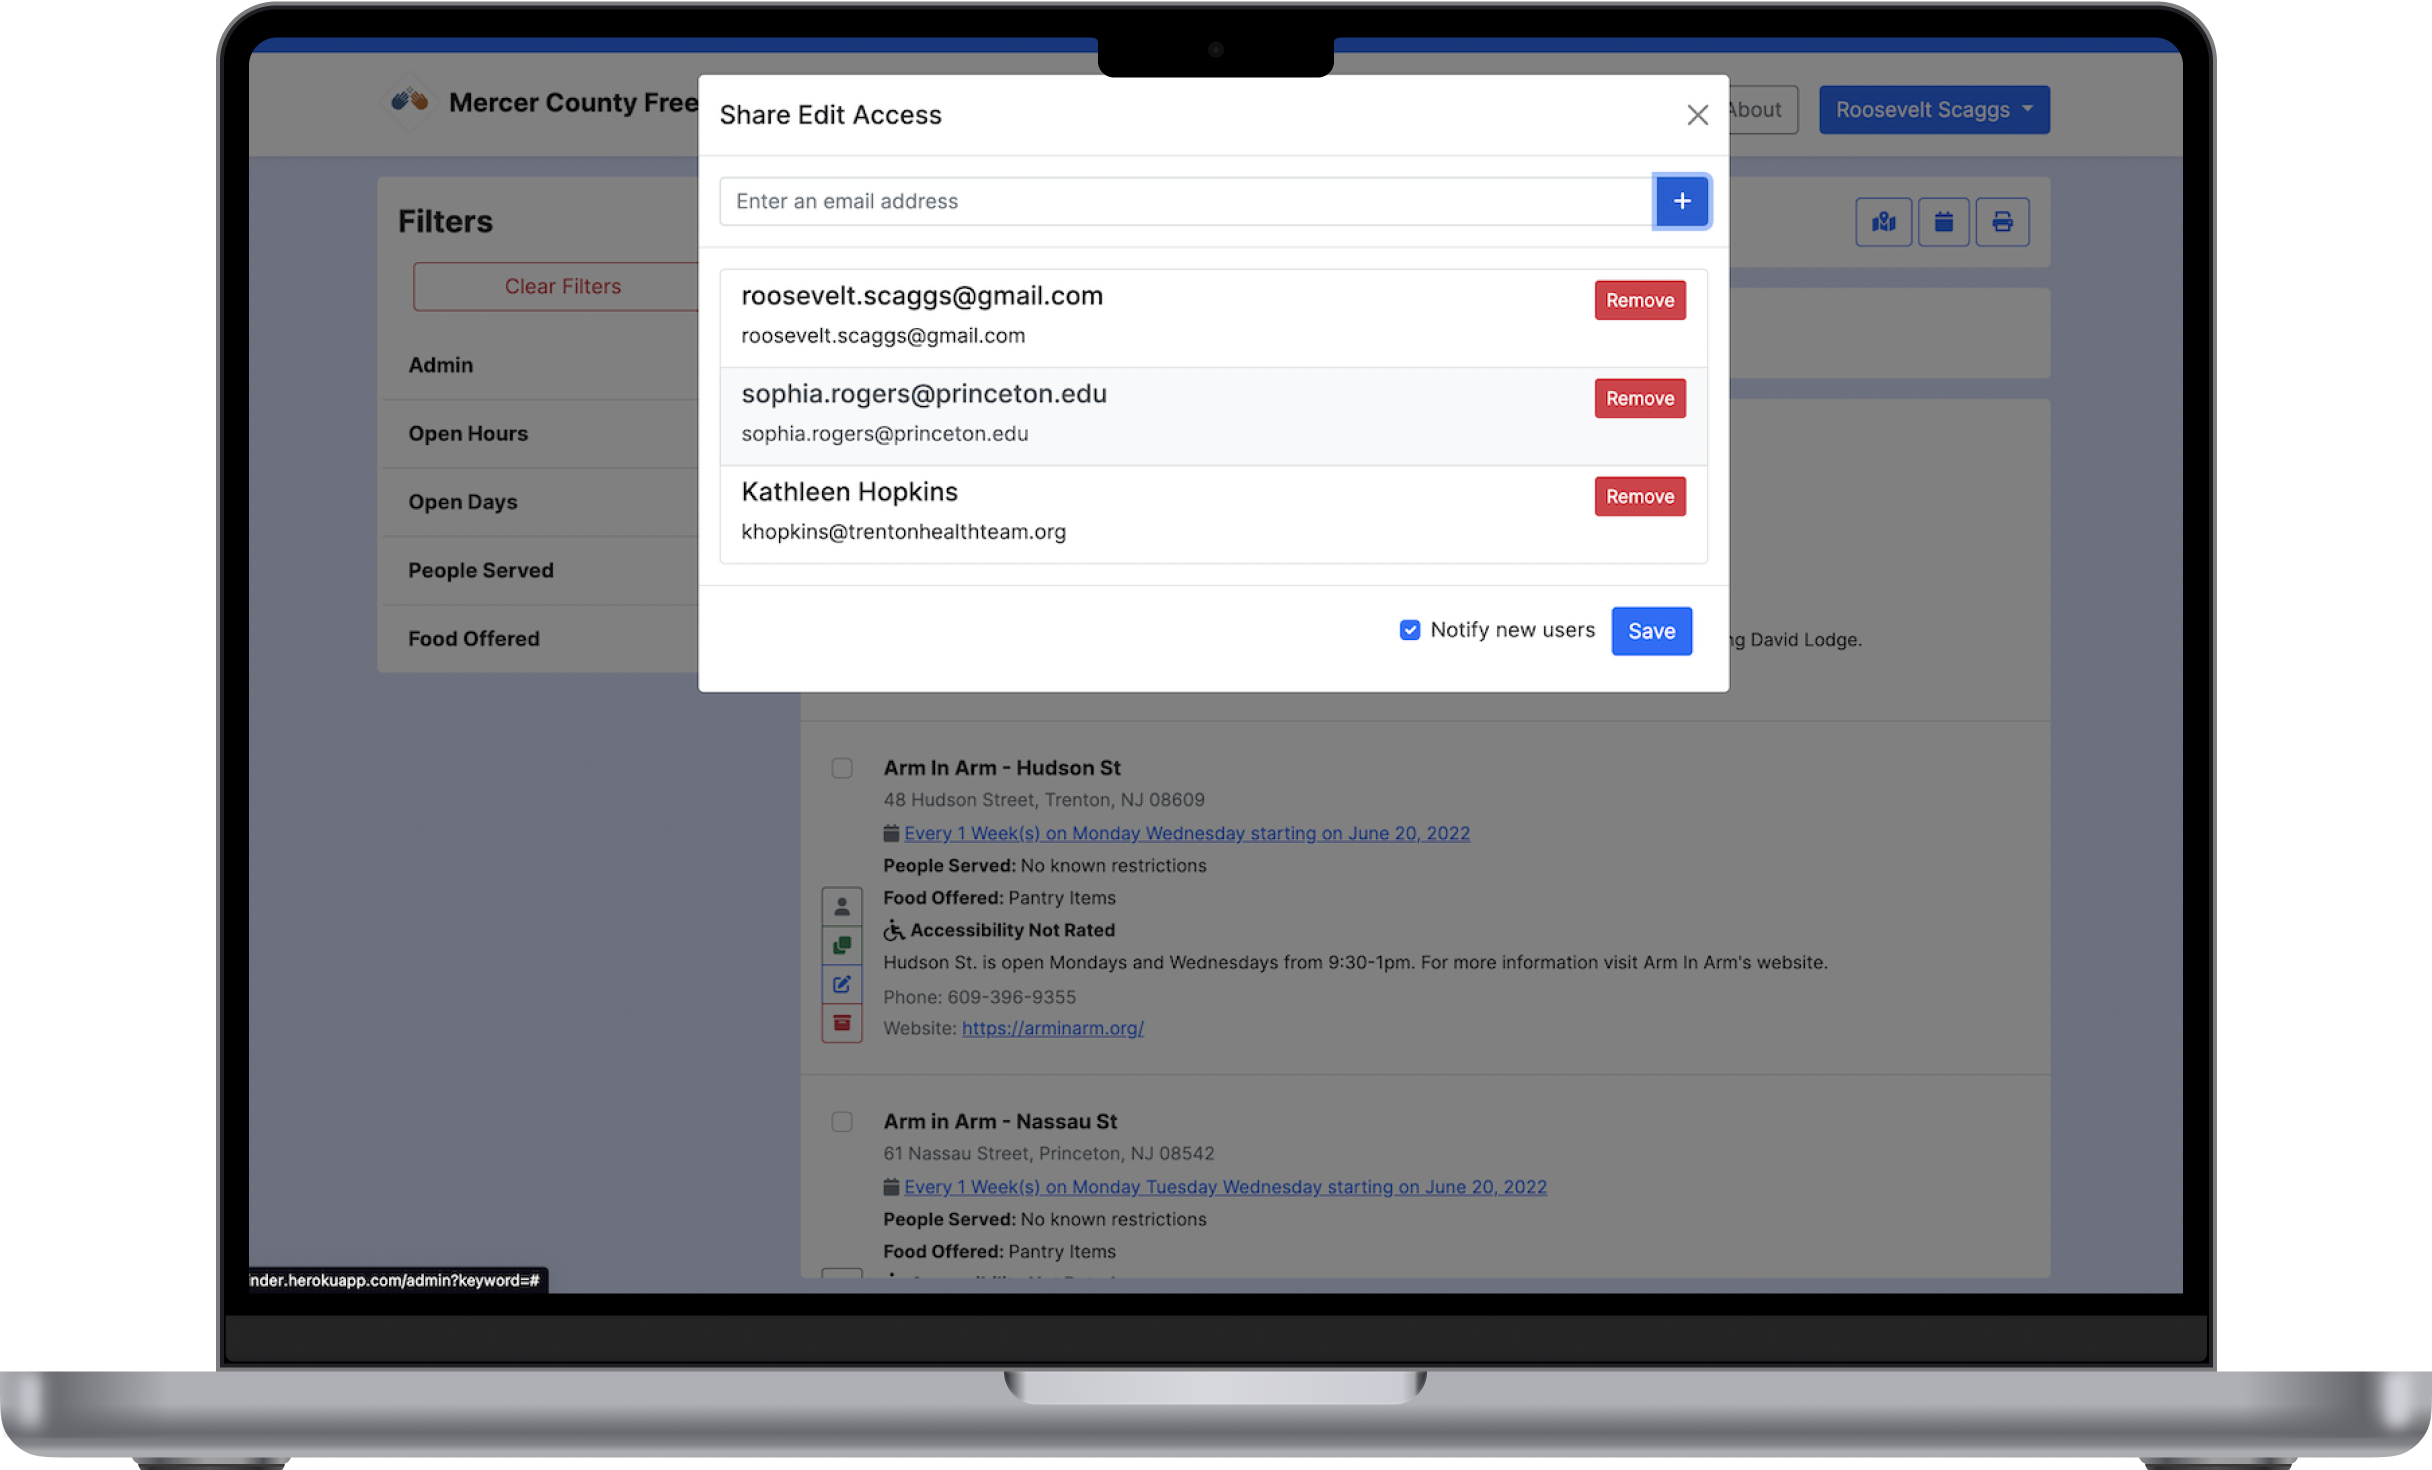 Mercer County Free
About
Roosevelt Scaggs
Share Edit Access
Enter an email address
+
roosevelt.scaggs@gmail.com
Remove
roosevelt.scaggs@gmail.com
sophia.rogers@princeton.edu
Remove
sophia.rogers@princeton.edu
Kathleen Hopkins
Remove
khopkins@trentonhealthteam.org
Notify new users
Save
Filters
Clear Filters
Admin
Open Hours
Open Days
People Served
Food Offered
David Lodge.
Arm In Arm - Hudson St
48 Hudson Street, Trenton, NJ 08609
Every 1 Week(s) on Monday Wednesday starting on June 20, 2022
People Served: No known restrictions
Food Offered: Pantry Items
Accessibility Not Rated
Hudson St. is open Mondays and Wednesdays from 9:30-1pm. For more information visit Arm In Arm's website.
Phone: 609-396-9355
Website: https://arminarm.org/
Arm in Arm - Nassau St
61 Nassau Street, Princeton, NJ 08542
Every 1 Week(s) on Monday Tuesday Wednesday starting on June 20, 2022
People Served: No known restrictions
Food Offered: Pantry Items
nder.herokuapp.com/admin?keyword=#